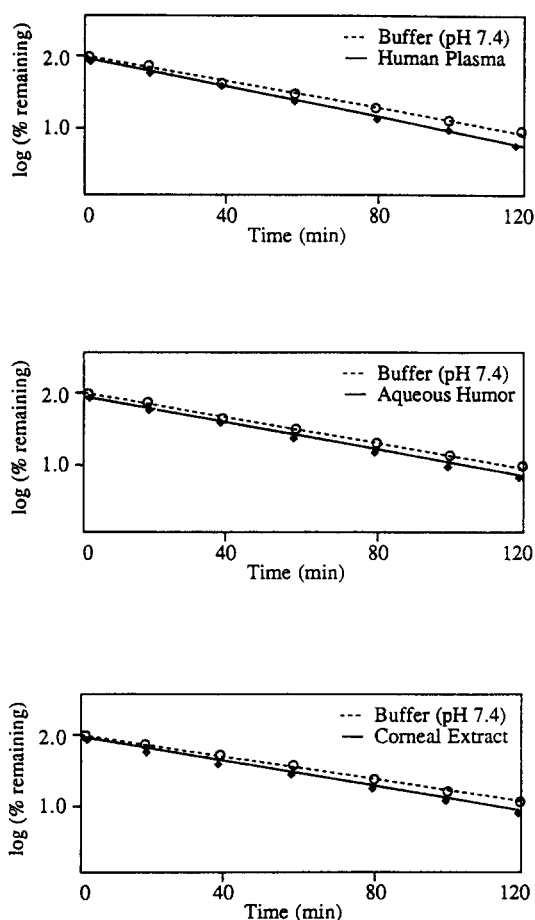 Buffer (pH 7.4)
Human Plasma
log (% remaining)
2.0
1.0
0 40 80 120
Time (min)
Buffer (pH 7.4)
Aqueous Humor
log (% remaining)
2.0
1.0
0 40 80 120
Time (min)
Buffer (pH 7.4)
Corneal Extract
log (% remaining)
2.0
1.0
0 40 80 120
Time (min)